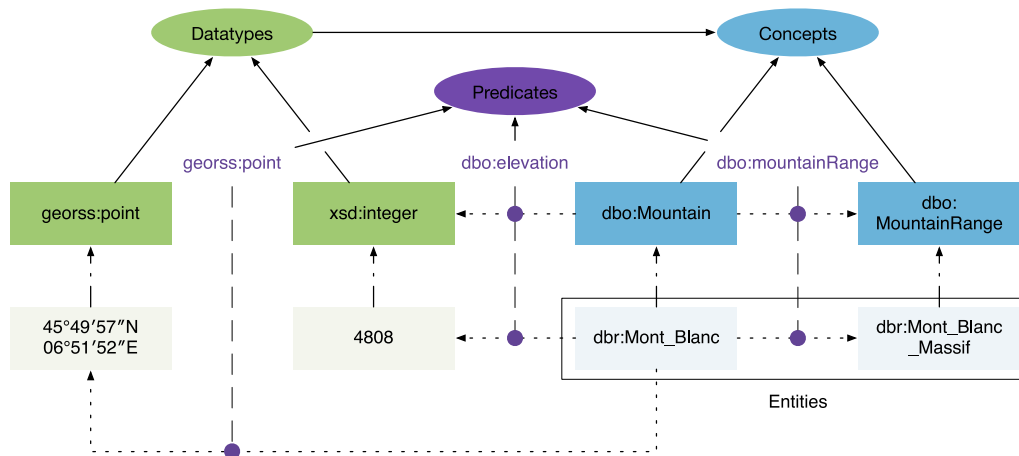 Datatypes
Concepts
Predicates
georss:point
dbo:elevation
dbo:mountainRange
georss:point
xsd:integer
dbo:Mountain
dbo:
MountainRange
45°49′57″N
06°51′52″E
4808
dbr:Mont_Blanc
dbr:Mont_Blanc
_Massif
Entities